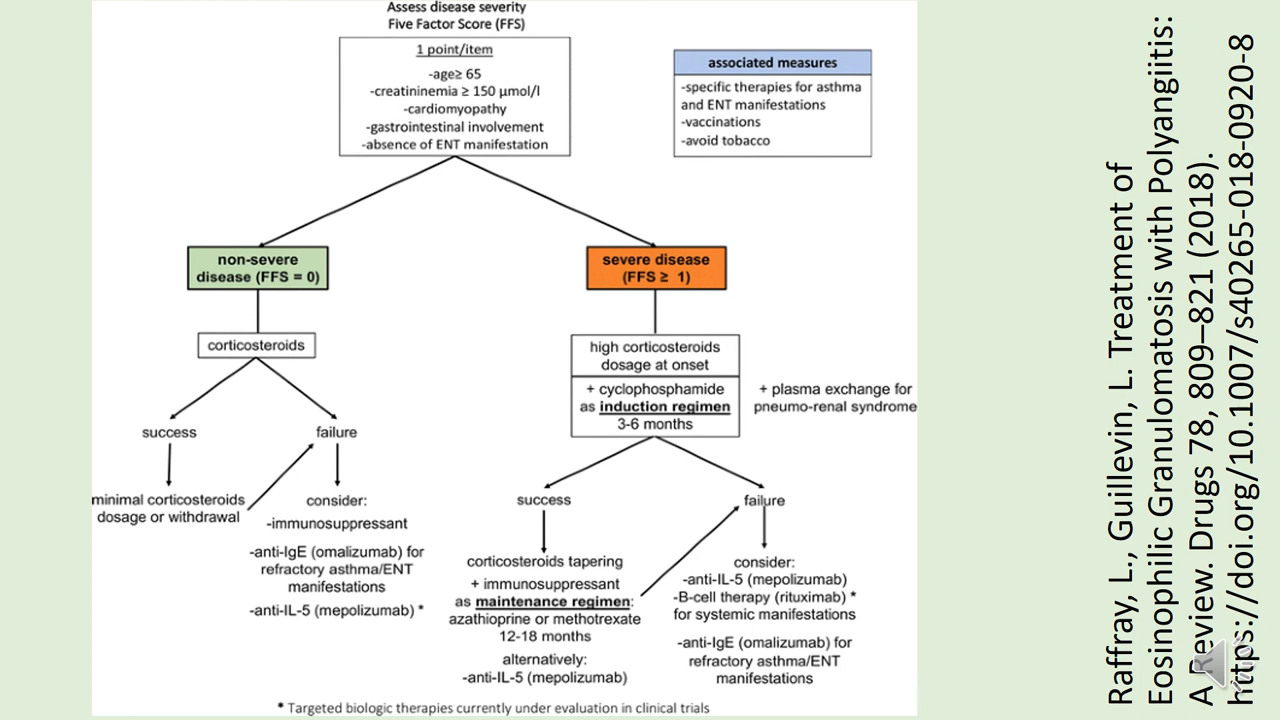 Assess disease severity
Five Factor Score (FFS)
1 point/item
-age≥ 65
-creatininemia ≥ 150 µmol/l
-cardiomyopathy
-gastrointestinal involvement
-absence of ENT manifestation
associated measures
-specific therapies for asthma
and ENT manifestations
-vaccinations
-avoid tobacco
non-severe
disease (FFS = 0)
severe disease
(FFS ≥ 1)
corticosteroids
high corticosteroids
dosage at onset
+ cyclophosphamide
as induction regimen
3-6 months
+ plasma exchange for
pneumo-renal syndrome
success
failure
minimal corticosteroids
dosage or withdrawal
consider:
-immunosuppressant
-anti-IgE (omalizumab) for
refractory asthma/ENT
manifestations
-anti-IL-5 (mepolizumab) *
success
failure
corticosteroids tapering
+ immunosuppressant
as maintenance regimen:
azathioprine or methotrexate
12-18 months
alternatively:
-anti-IL-5 (mepolizumab)
consider:
-anti-IL-5 (mepolizumab)
-B-cell therapy (rituximab) *
for systemic manifestations
-anti-IgE (omalizumab) for
refractory asthma/ENT
manifestations
* Targeted biologic therapies currently under evaluation in clinical trials
Raffray, L., Guillevin, L. Treatment of
Eosinophilic Granulomatosis with Polyangiitis:
A Review. Drugs 78, 809–821 (2018).
https://doi.org/10.1007/s40265-018-0920-8